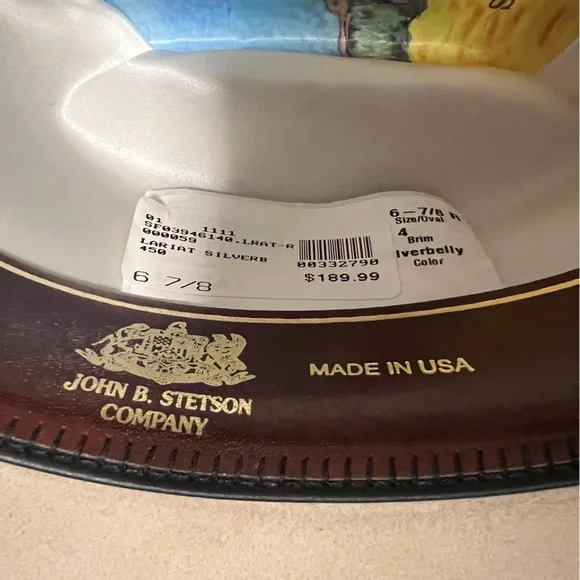 S
01 1111
SF03946140.LRAT-R
000059
LARIAT SILVERB
450
00332790
6 7/8
$189.99
6-7/8 R
Size/Oval
4
Brim
lverbelly
Color
JOHN B. STETSON
COMPANY
MADE IN USA